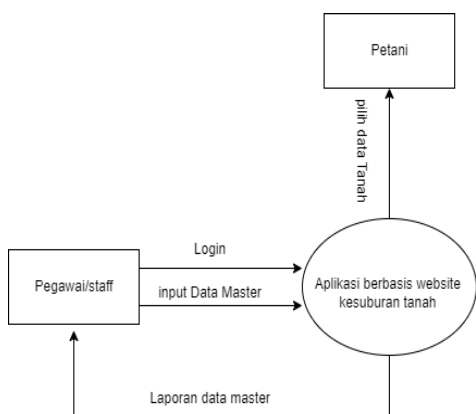 Petani
pilih data Tanah
Login
Pegawai/staff
input Data Master
Aplikasi berbasis website
kesuburan tanah
Laporan data master